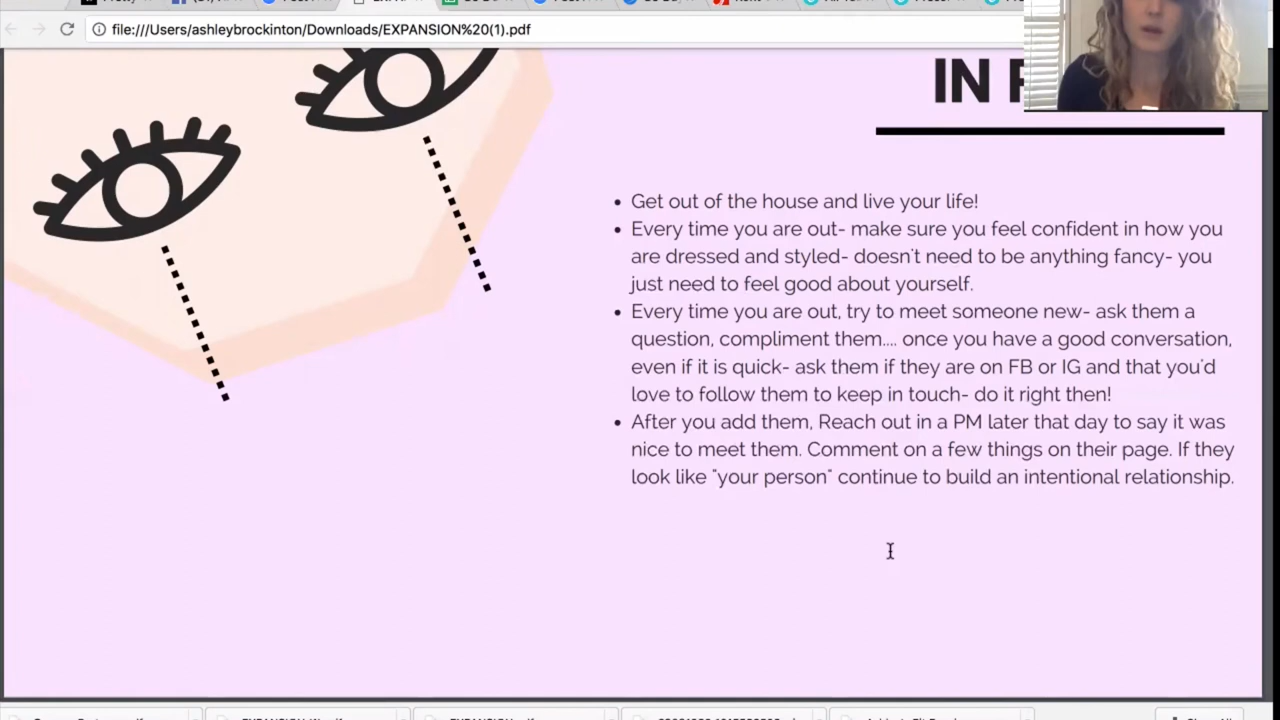 file:///Users/ashleybrockinton/Downloads/EXPANSION%20(1).pdf
IN
Get out of the house and live your life!
Every time you are out- make sure you feel confident in how you
are dressed and styled- doesn't need to be anything fancy- you
just need to feel good about yourself.
Every time you are out, try to meet someone new- ask them a
question, compliment them.... once you have a good conversation,
even if it is quick- ask them if they are on FB or IG and that you'd
love to follow them to keep in touch- do it right then!
After you add them, Reach out in a PM later that day to say it was
nice to meet them. Comment on a few things on their page. If they
look like "your person" continue to build an intentional relationship.